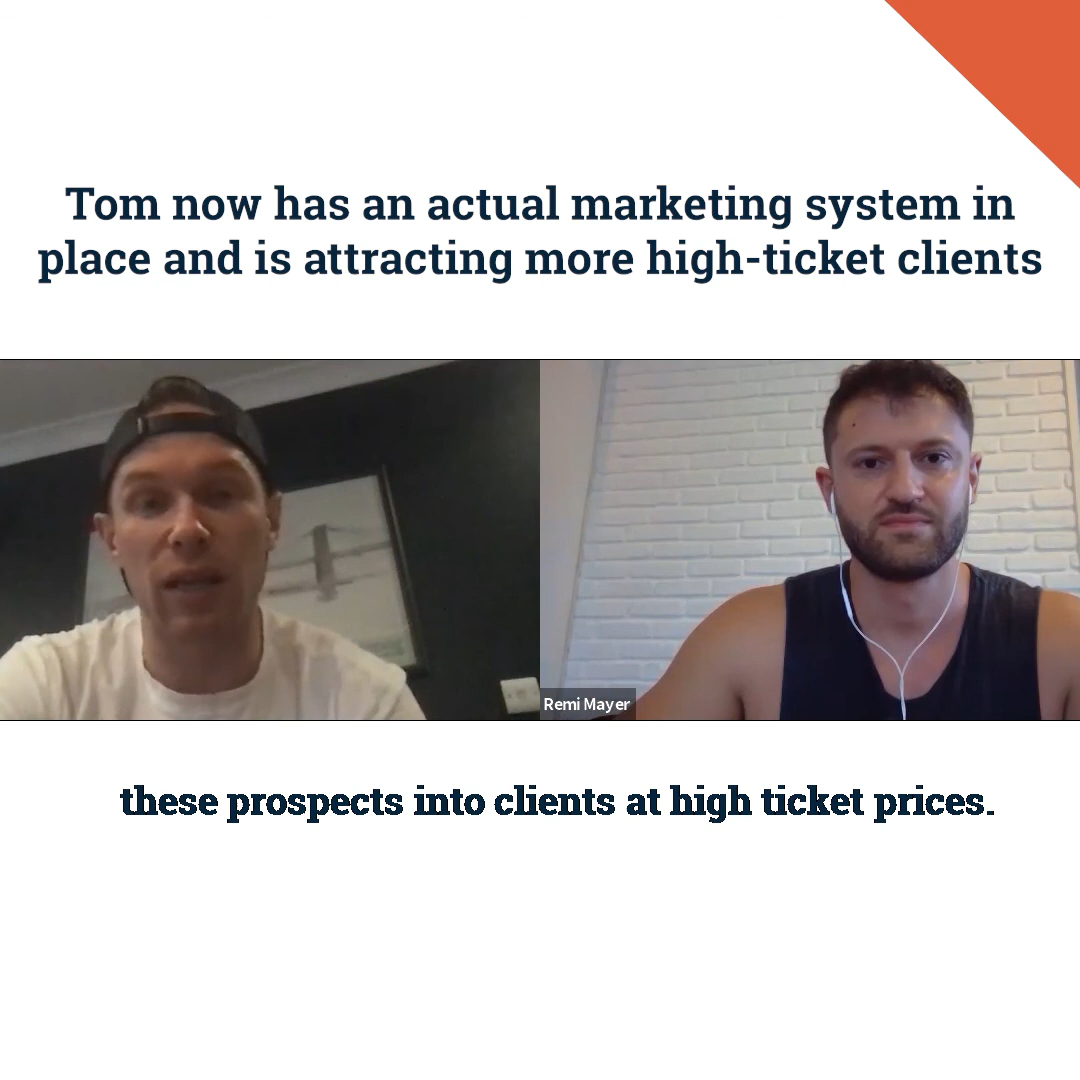 Tom now has an actual marketing system in
place and is attracting more high-ticket clients
Remi Mayer
these prospects into clients at high ticket prices.